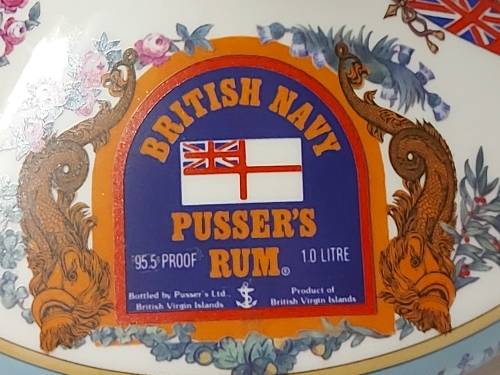 BRITISH NAVY
PUSSER'S
95.5° PROOF RUM® 1.0 LITRE
Bottled by Pusser's Ltd., Product of
British Virgin Islands British Virgin Islands